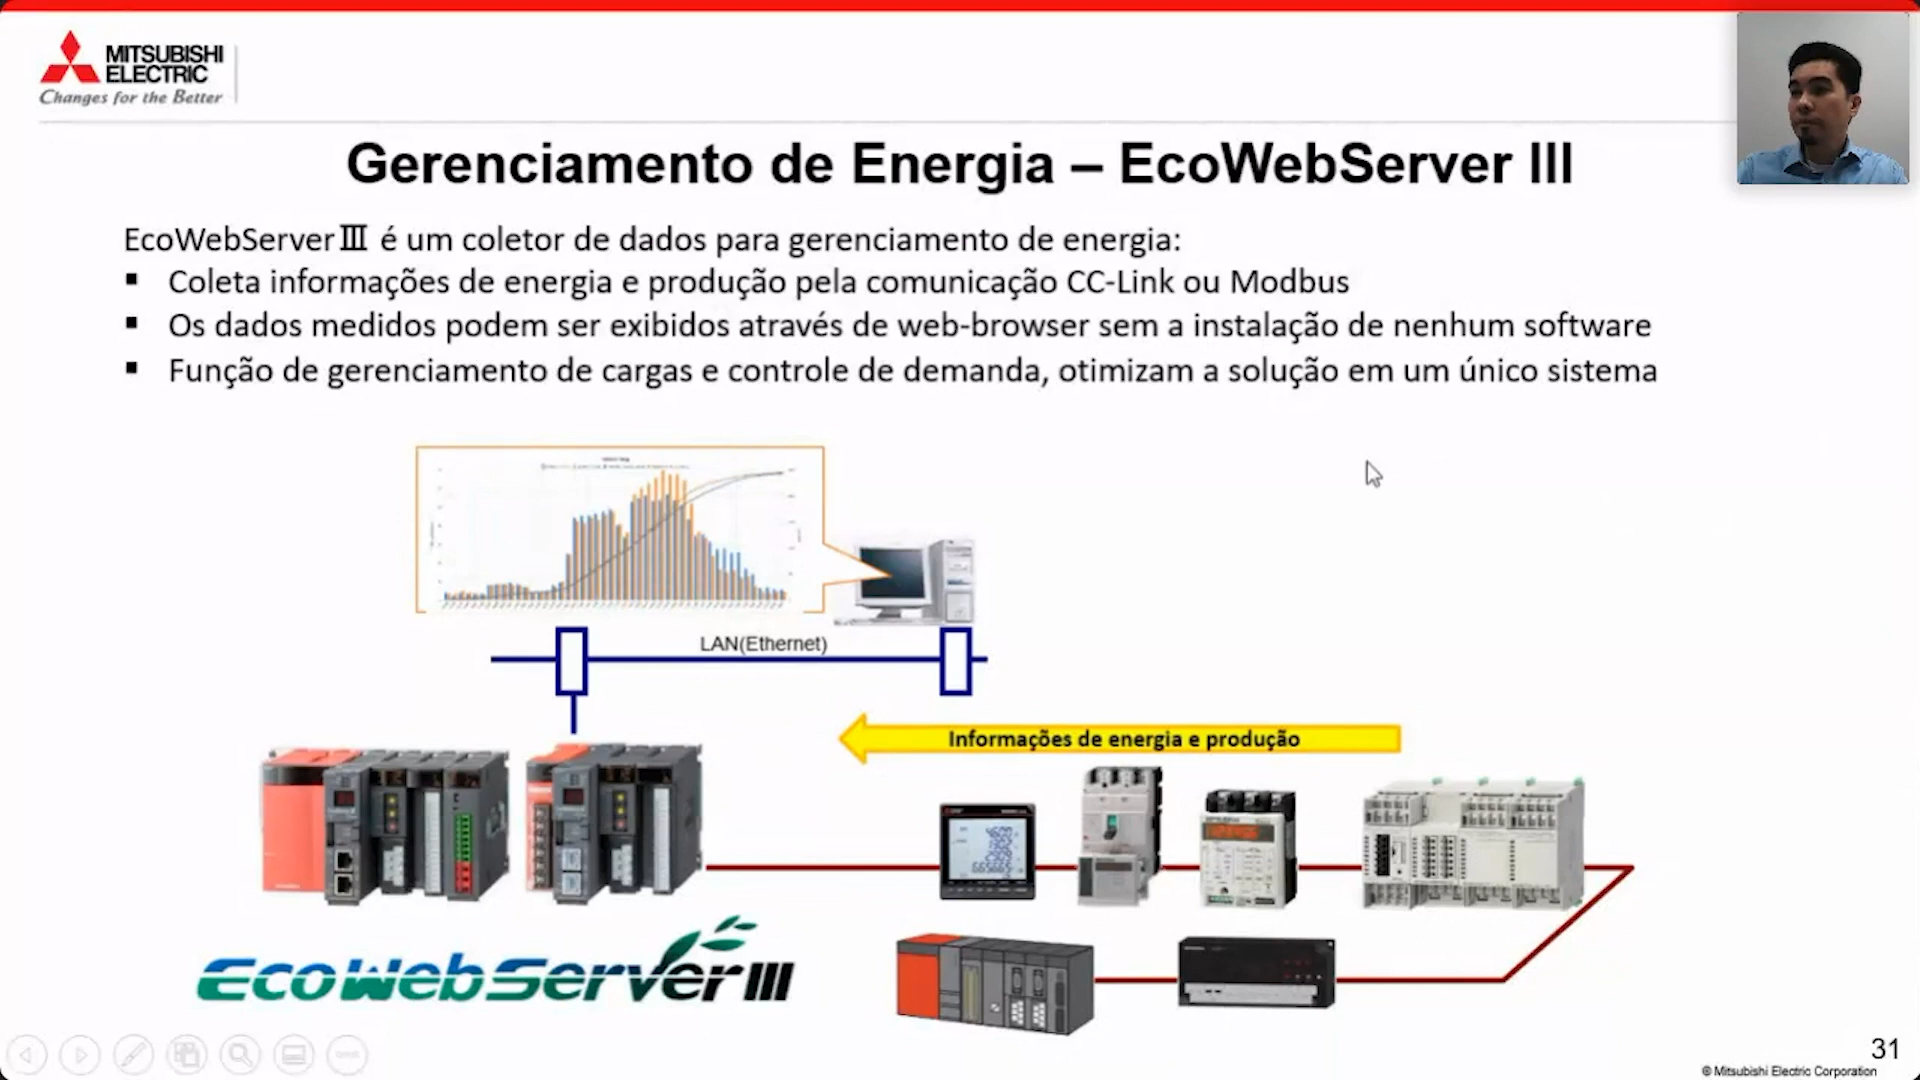 MITSUBISHI
ELECTRIC
Changes for the Better
Gerenciamento de Energia – EcoWebServer III
EcoWebServerⅢ é um coletor de dados para gerenciamento de energia:
▪ Coleta informações de energia e produção pela comunicação CC-Link ou Modbus
▪ Os dados medidos podem ser exibidos através de web-browser sem a instalação de nenhum software
▪ Função de gerenciamento de cargas e controle de demanda, otimizam a solução em um único sistema
LAN(Ethernet)
Informações de energia e produção
EcoWebServerIII
31
© Mitsubishi Electric Corporation